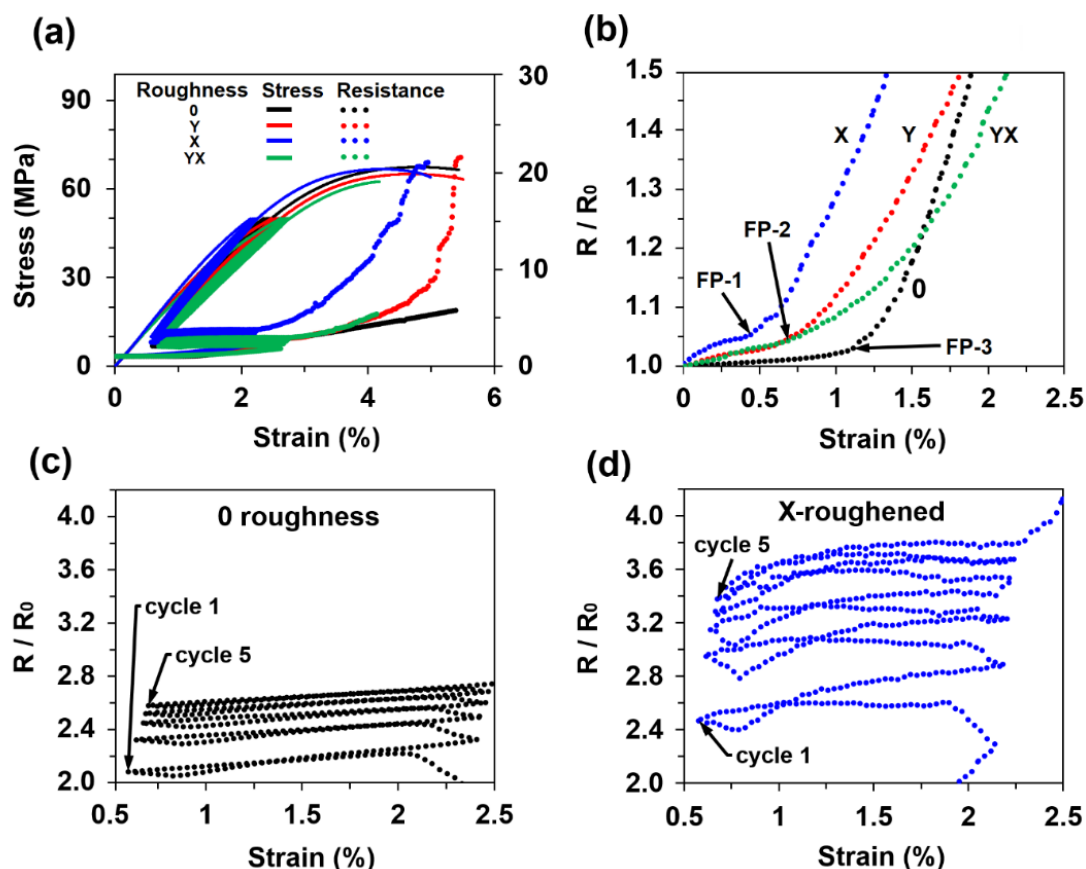 (a)
Roughness Stress Resistance
0
Y
X
YX
90
60
30
0
Stress (MPa)
30
20
10
0
0 2 4 6
Strain (%)
(b)
1.5
1.4
1.3
1.2
1.1
1.0
R / R0
X Y YX
FP-2
FP-1
0
FP-3
0 0.5 1 1.5 2 2.5
Strain (%)
(c)
0 roughness
4.0
3.6
3.2
2.8
2.4
2.0
R / R0
cycle 1
cycle 5
0.5 1 1.5 2 2.5
Strain (%)
(d)
X-roughened
4.0
3.6
3.2
2.8
2.4
2.0
R / R0
cycle 5
cycle 1
0.5 1 1.5 2 2.5
Strain (%)